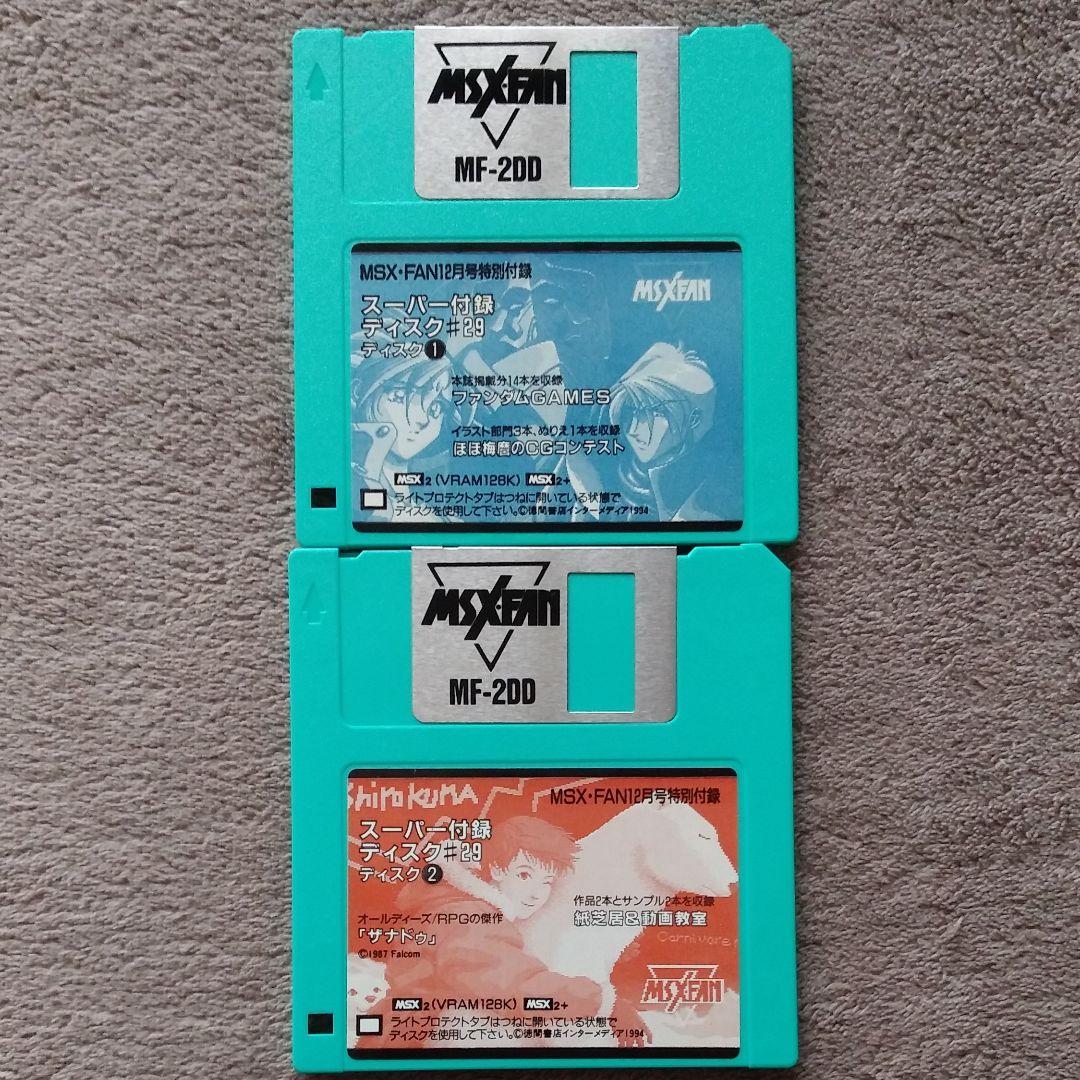 MSX・FAN
MF-2DD
MSX・FAN12月号特別付録
MSX・FAN
スーパー付録
ディスク#29
ディスク1
本誌掲載分14本を収録
ファンダムGAMES
イラスト部門3本、ぬりえ1本を収録
ほほ梅麿のCGコンテスト
MSX2(VRAM128K) MSX2+
ライトプロテクトタブはつねに開いている状態で
ディスクを使用して下さい。©徳間書店インターメディア1994
MSX・FAN
MF-2DD
ShirokumA
MSX・FAN12月号特別付録
スーパー付録
ディスク#29
ディスク2
作品2本とサンプル2本を収録
紙芝居&動画教室
オールディーズ/RPGの傑作
「ザナドゥ」
©1987 Falcom
Carnivore
MSX・FAN
MSX2(VRAM128K) MSX2+
ライトプロテクトタブはつねに開いている状態で
ディスクを使用して下さい。©徳間書店インターメディア1994